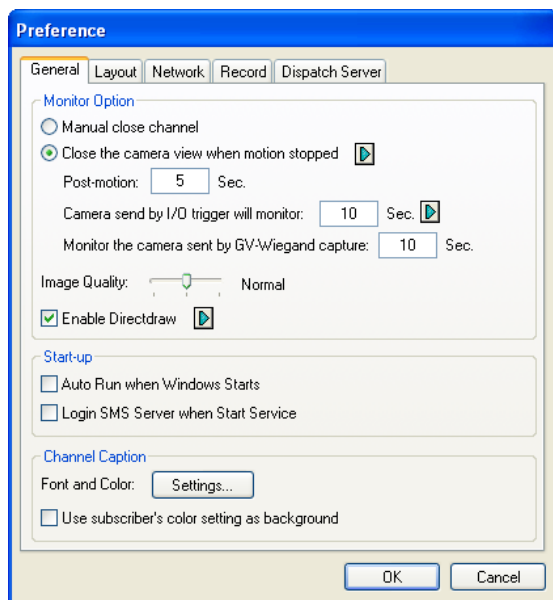 Preference
General Layout Network Record Dispatch Server
Monitor Option
Manual close channel
Close the camera view when motion stopped
Post-motion: 5 Sec.
Camera send by I/O trigger will monitor: 10 Sec.
Monitor the camera sent by GV-Wiegand capture: 10 Sec.
Image Quality: Normal
Enable Directdraw
Start-up
Auto Run when Windows Starts
Login SMS Server when Start Service
Channel Caption
Font and Color: Settings...
Use subscriber's color setting as background
OK Cancel